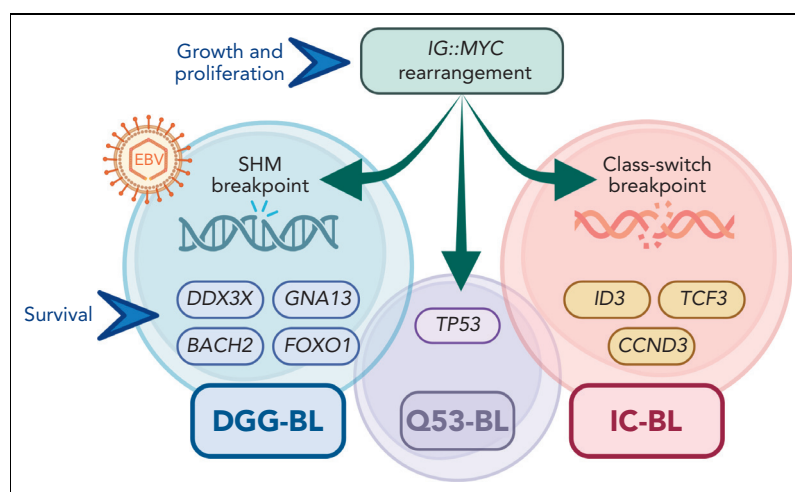 Growth and
proliferation
IG::MYC
rearrangement
EBV
SHM
breakpoint
Class-switch
breakpoint
Survival
DDX3X
GNA13
BACH2
FOXO1
TP53
ID3
TCF3
CCND3
DGG-BL
Q53-BL
IC-BL